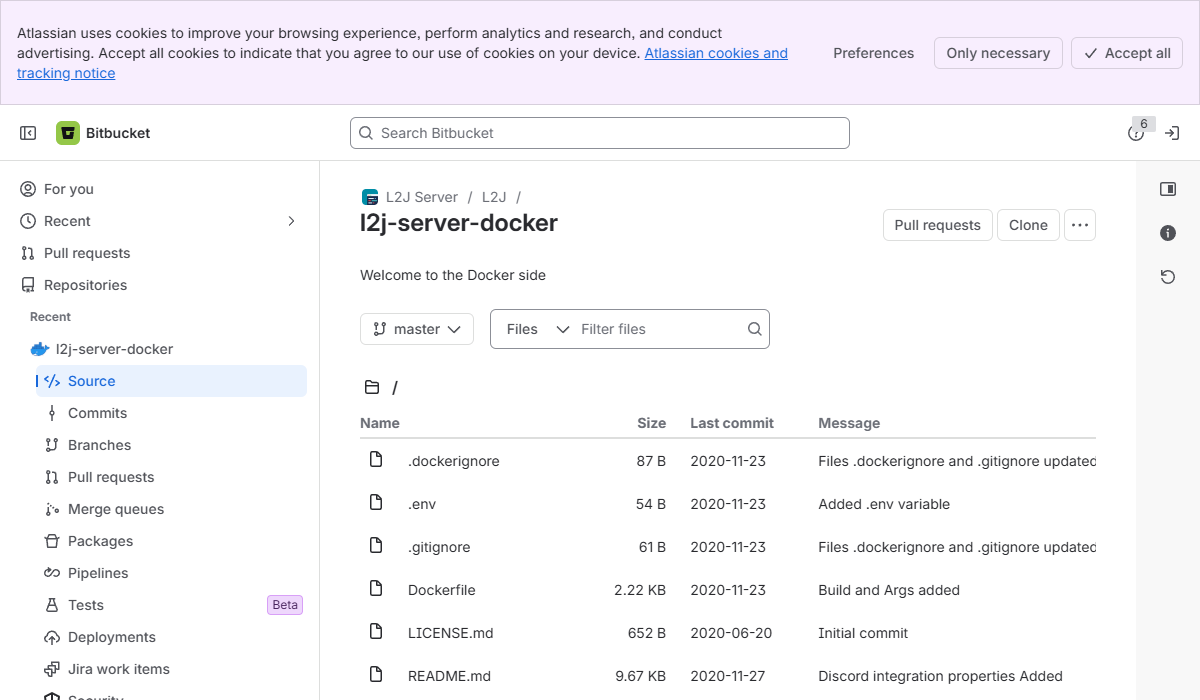 Atlassian uses cookies to improve your browsing experience, perform analytics and research, and conduct
advertising. Accept all cookies to indicate that you agree to our use of cookies on your device. Atlassian cookies and
tracking notice
Preferences
Only necessary
Accept all
Bitbucket
Search Bitbucket
6
For you
Recent
Pull requests
Repositories
Recent
l2j-server-docker
Source
Commits
Branches
Pull requests
Merge queues
Packages
Pipelines
Tests Beta
Deployments
Jira work items
Security
L2J Server / L2J /
l2j-server-docker
Pull requests
Clone
Welcome to the Docker side
master
Files
Filter files
/
Name Size Last commit Message
.dockerignore 87 B 2020-11-23 Files .dockerignore and .gitignore updated
.env 54 B 2020-11-23 Added .env variable
.gitignore 61 B 2020-11-23 Files .dockerignore and .gitignore updated
Dockerfile 2.22 KB 2020-11-23 Build and Args added
LICENSE.md 652 B 2020-06-20 Initial commit
README.md 9.67 KB 2020-11-27 Discord integration properties Added